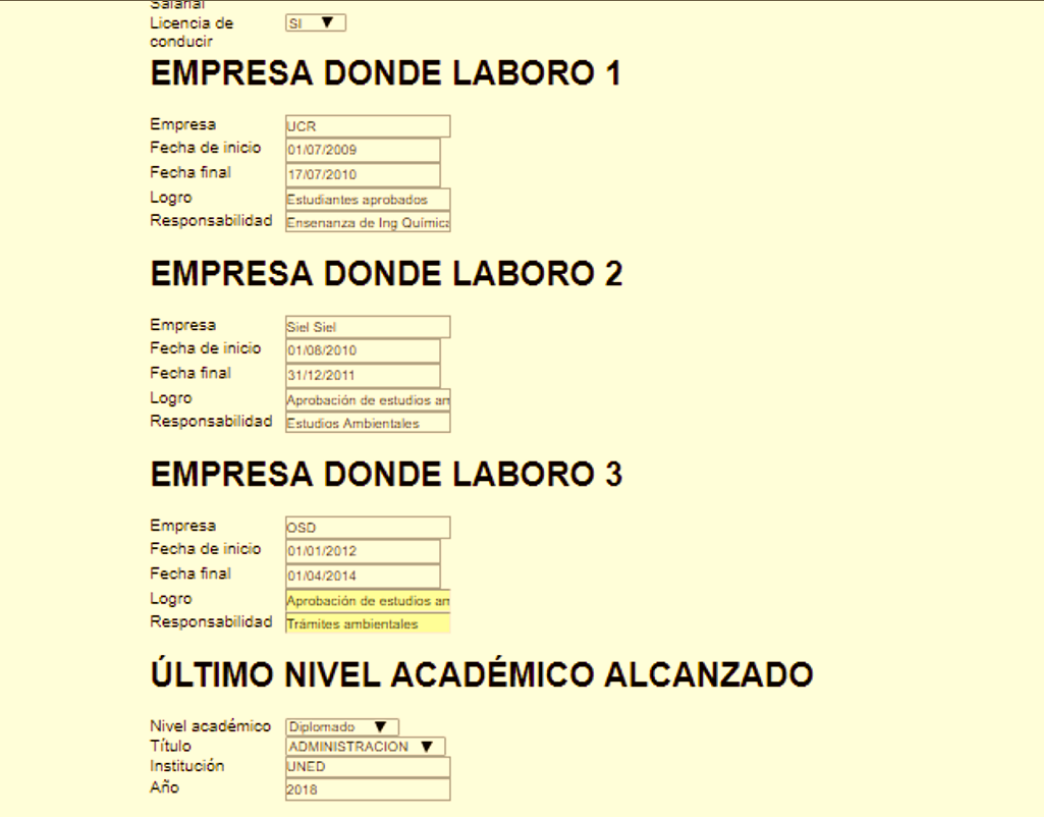 Salarial
Licencia de SI ▼
conducir
EMPRESA DONDE LABORO 1
Empresa UCR
Fecha de inicio 01/07/2009
Fecha final 17/07/2010
Logro Estudiantes aprobados
Responsabilidad Ensenanza de Ing Química
EMPRESA DONDE LABORO 2
Empresa Siel Siel
Fecha de inicio 01/08/2010
Fecha final 31/12/2011
Logro Aprobación de estudios am
Responsabilidad Estudios Ambientales
EMPRESA DONDE LABORO 3
Empresa OSD
Fecha de inicio 01/01/2012
Fecha final 01/04/2014
Logro Aprobación de estudios am
Responsabilidad Trámites ambientales
ÚLTIMO NIVEL ACADÉMICO ALCANZADO
Nivel académico Diplomado ▼
Título ADMINISTRACION ▼
Institución UNED
Año 2018